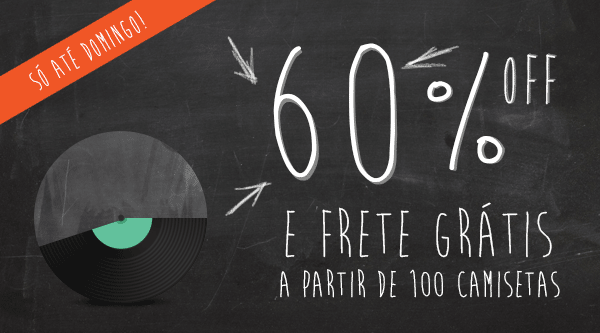 SÓ ATÉ DOMINGO!
60% OFF
E FRETE GRÁTIS
A PARTIR DE 100 CAMISETAS